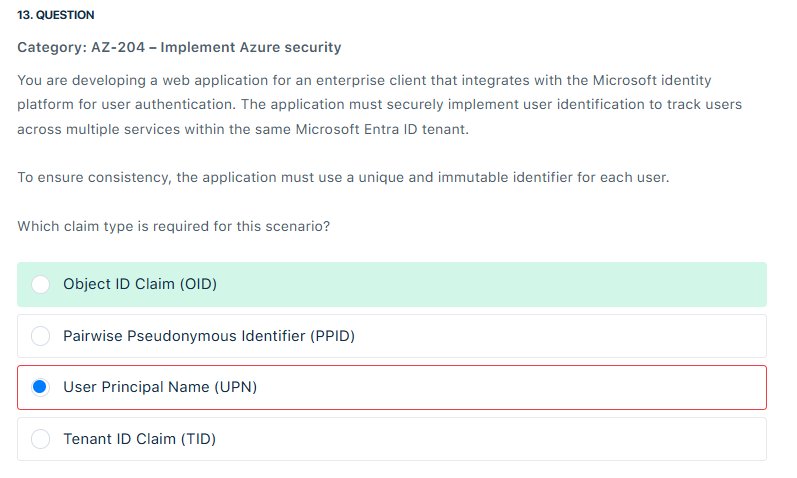 13. QUESTION
Category: AZ-204 – Implement Azure security
You are developing a web application for an enterprise client that integrates with the Microsoft identity
platform for user authentication. The application must securely implement user identification to track users
across multiple services within the same Microsoft Entra ID tenant.
To ensure consistency, the application must use a unique and immutable identifier for each user.
Which claim type is required for this scenario?
Object ID Claim (OID)
Pairwise Pseudonymous Identifier (PPID)
User Principal Name (UPN)
Tenant ID Claim (TID)